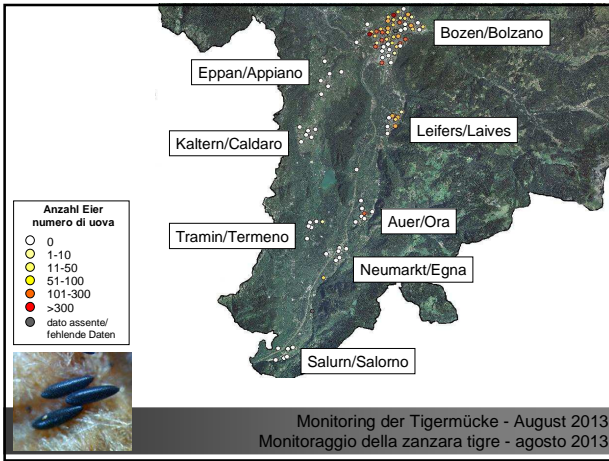 Bozen/Bolzano
Eppan/Appiano
Leifers/Laives
Kaltern/Caldaro
Anzahl Eier
numero di uova
0
1-10
11-50
51-100
101-300
>300
dato assente/
fehlende Daten
Auer/Ora
Tramin/Termeno
Neumarkt/Egna
Salurn/Salorno
Monitoring der Tigermücke - August 2013
Monitoraggio della zanzara tigre - agosto 2013